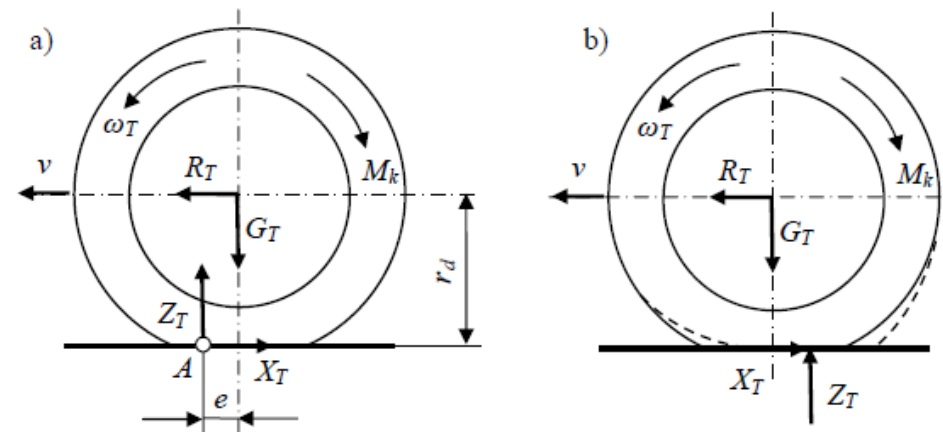 a)
ω_T
M_k
v
R_T
G_T
r_d
Z_T
A
X_T
e
b)
ω_T
M_k
v
R_T
G_T
X_T
Z_T